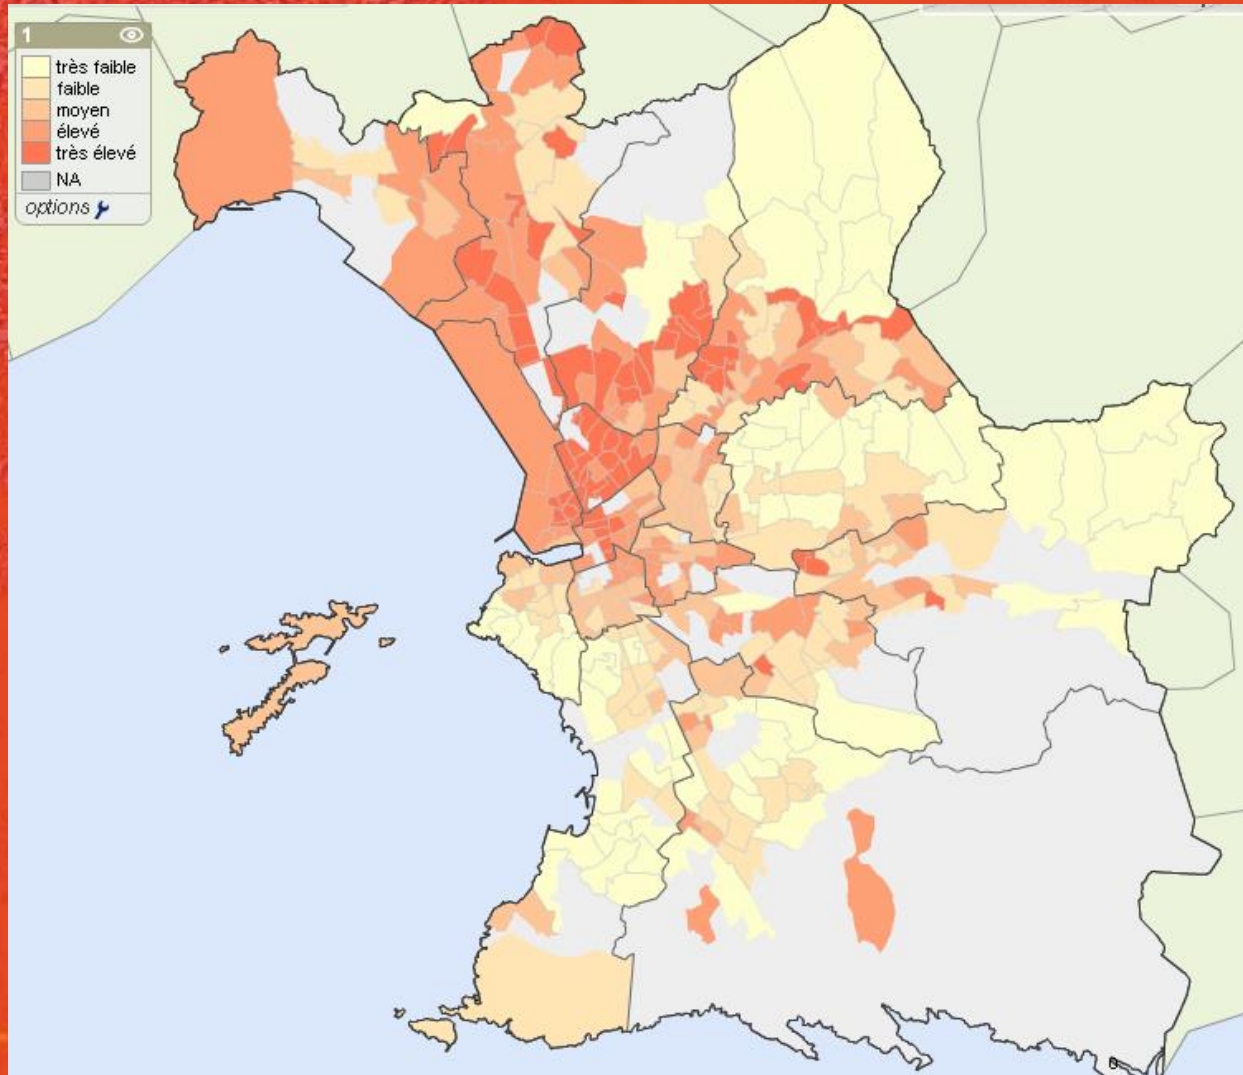 1
très faible
faible
moyen
élevé
très élevé
NA
options